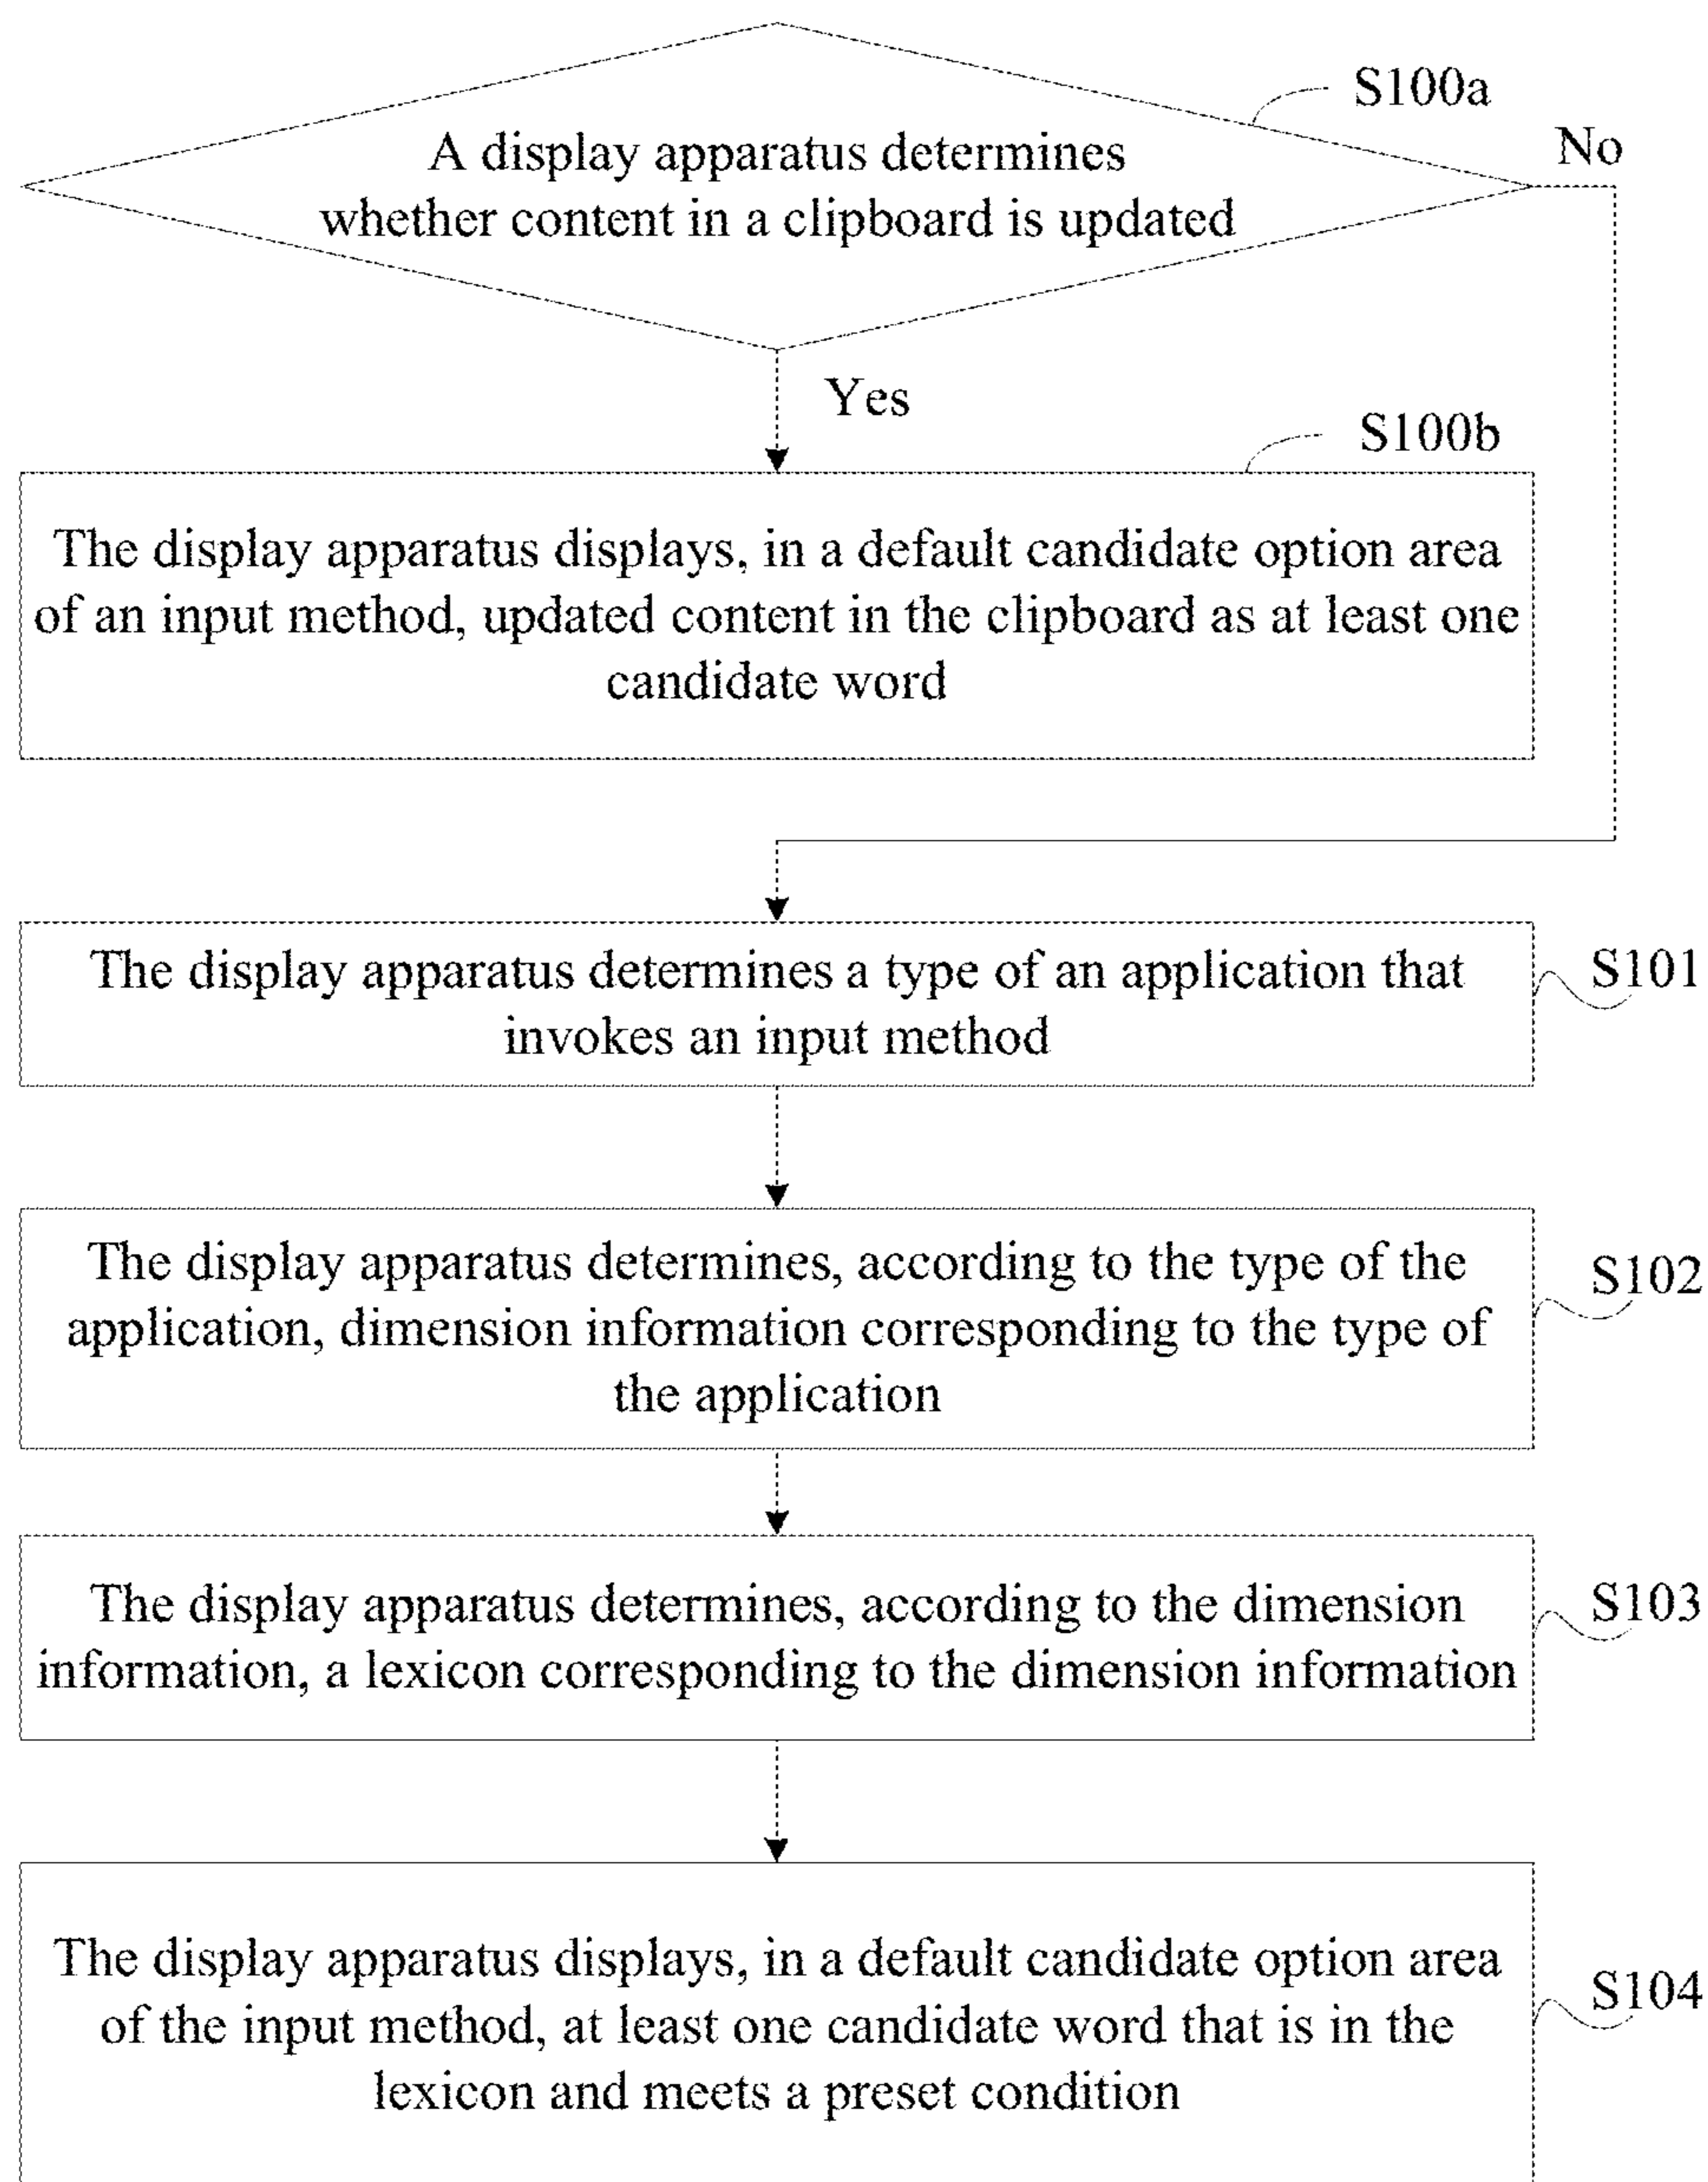 S100a
No
A display apparatus determines
whether content in a clipboard is updated
Yes
S100b
The display apparatus displays, in a default candidate option area
of an input method, updated content in the clipboard as at least one
candidate word
The display apparatus determines a type of an application that
invokes an input method
S101
The display apparatus determines, according to the type of the
application, dimension information corresponding to the type of
the application
S102
The display apparatus determines, according to the dimension
information, a lexicon corresponding to the dimension information
S103
The display apparatus displays, in a default candidate option area
of the input method, at least one candidate word that is in the
lexicon and meets a preset condition
S104